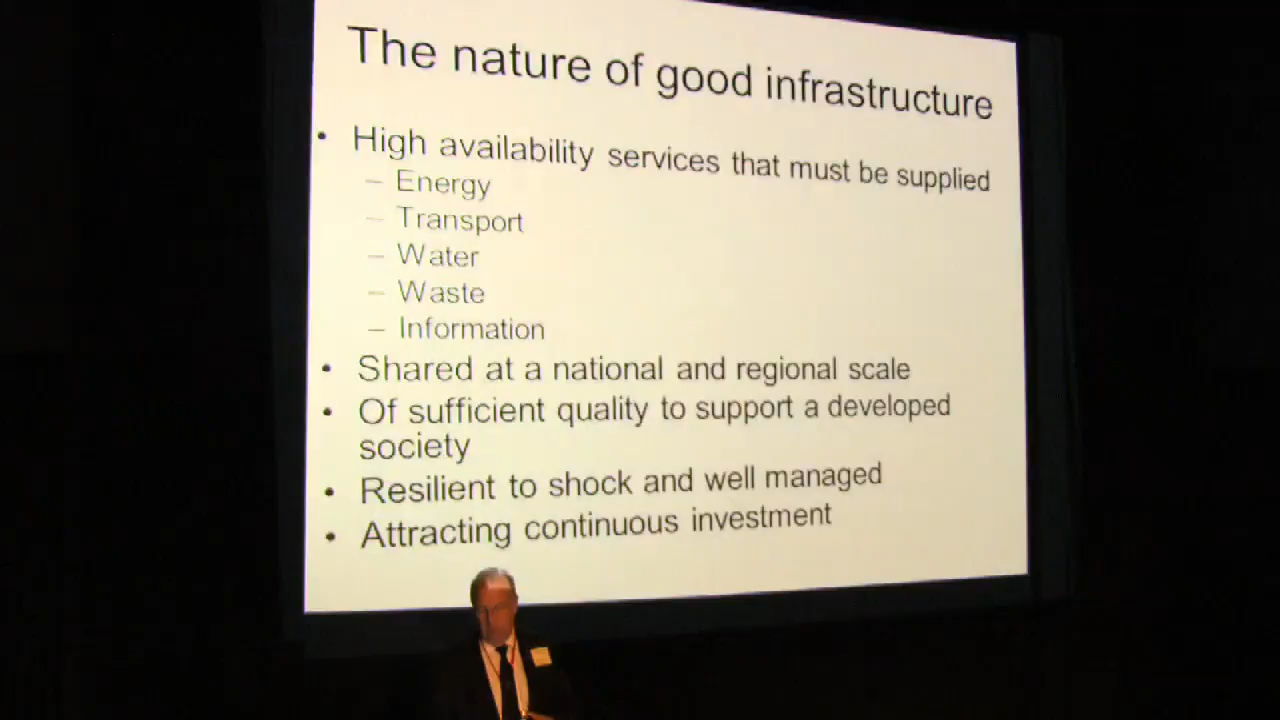 The nature of good infrastructure
• High availability services that must be supplied
– Energy
– Transport
– Water
– Waste
– Information
• Shared at a national and regional scale
• Of sufficient quality to support a developed
society
• Resilient to shock and well managed
• Attracting continuous investment